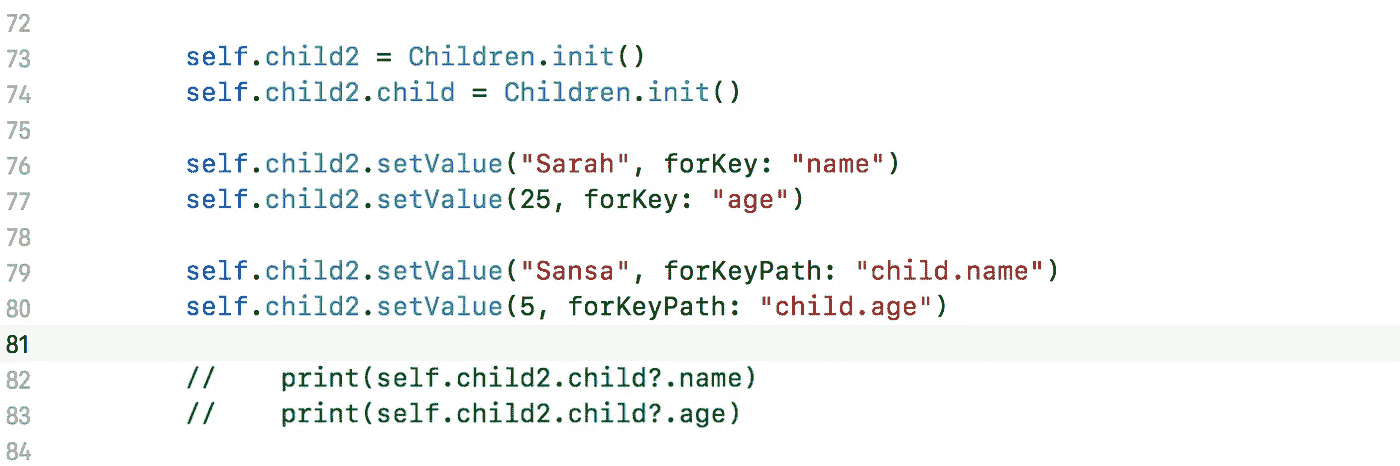 72
73 self.child2 = Children.init()
74 self.child2.child = Children.init()
75
76 self.child2.setValue("Sarah", forKey: "name")
77 self.child2.setValue(25, forKey: "age")
78
79 self.child2.setValue("Sansa", forKeyPath: "child.name")
80 self.child2.setValue(5, forKeyPath: "child.age")
81
82 // print(self.child2.child?.name)
83 // print(self.child2.child?.age)
84